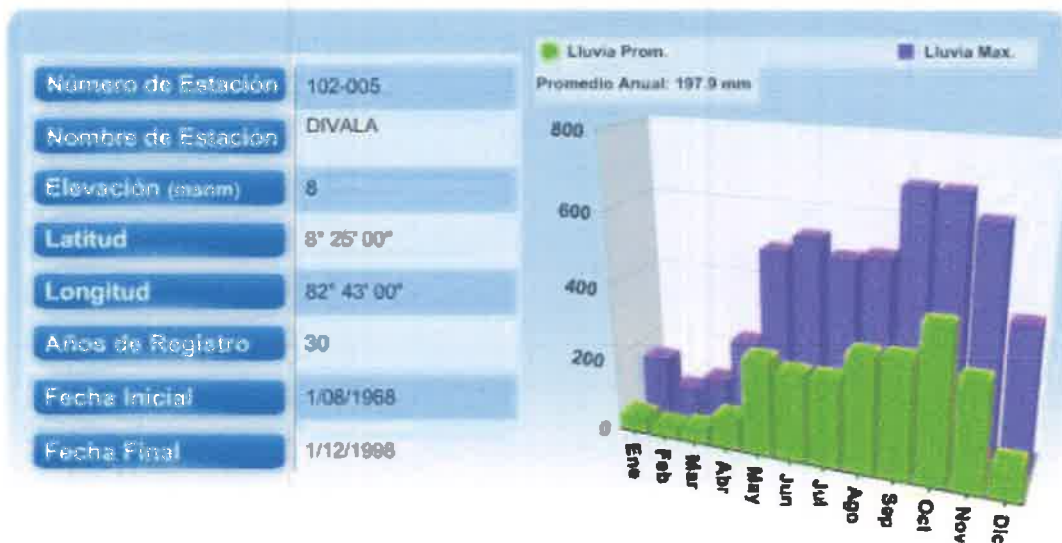 Número de Estación 102-005
Nombre de Estación DIVALA
Elevación (msnm) 8
Latitud 8° 25' 00"
Longitud 82° 43' 00"
Años de Registro 30
Fecha Inicial 1/08/1968
Fecha Final 1/12/1998
Lluvia Prom. Lluvia Max.
Promedio Anual: 197.9 mm
800
600
400
200
0
Ene Feb Mar Abr May Jun Jul Ago Sep Oct Nov Dic